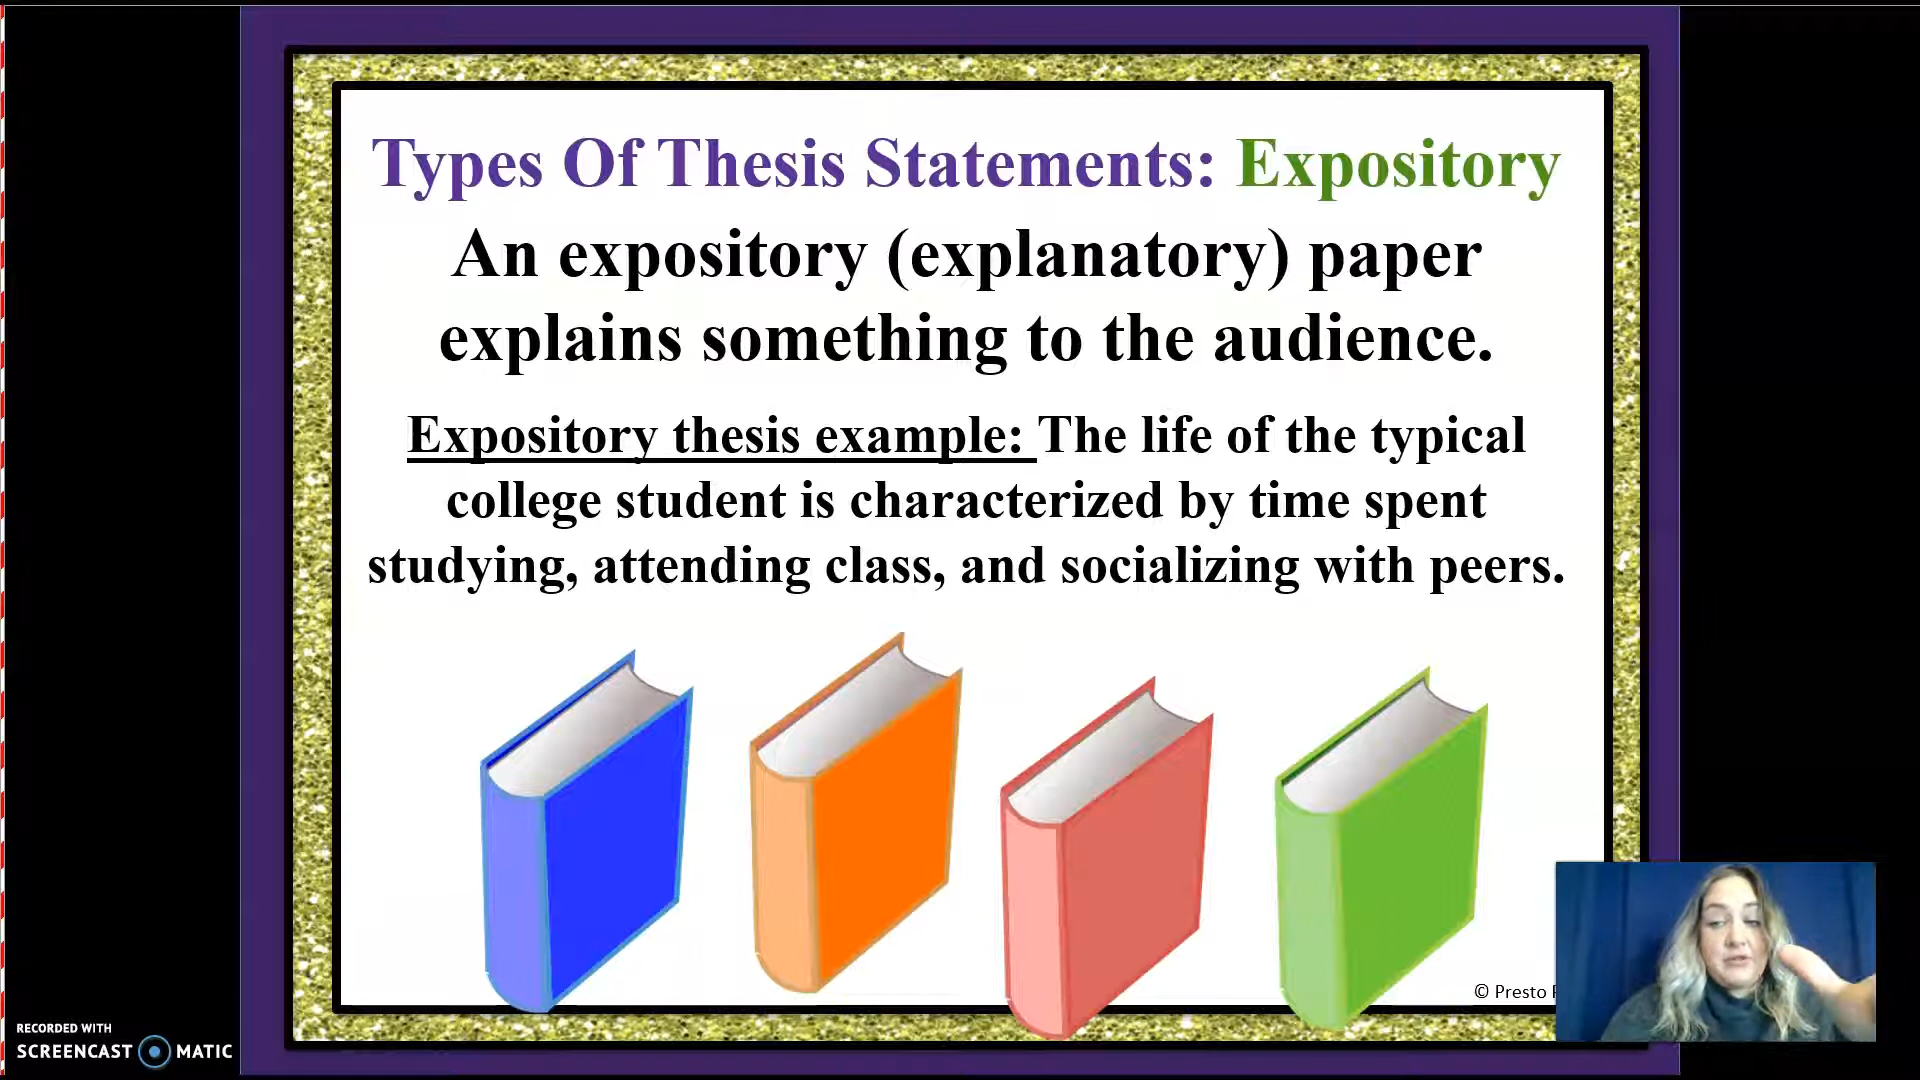 Types Of Thesis Statements: Expository
An expository (explanatory) paper
explains something to the audience.
Expository thesis example: The life of the typical
college student is characterized by time spent
studying, attending class, and socializing with peers.
© Presto
RECORDED WITH
SCREENCAST MATIC